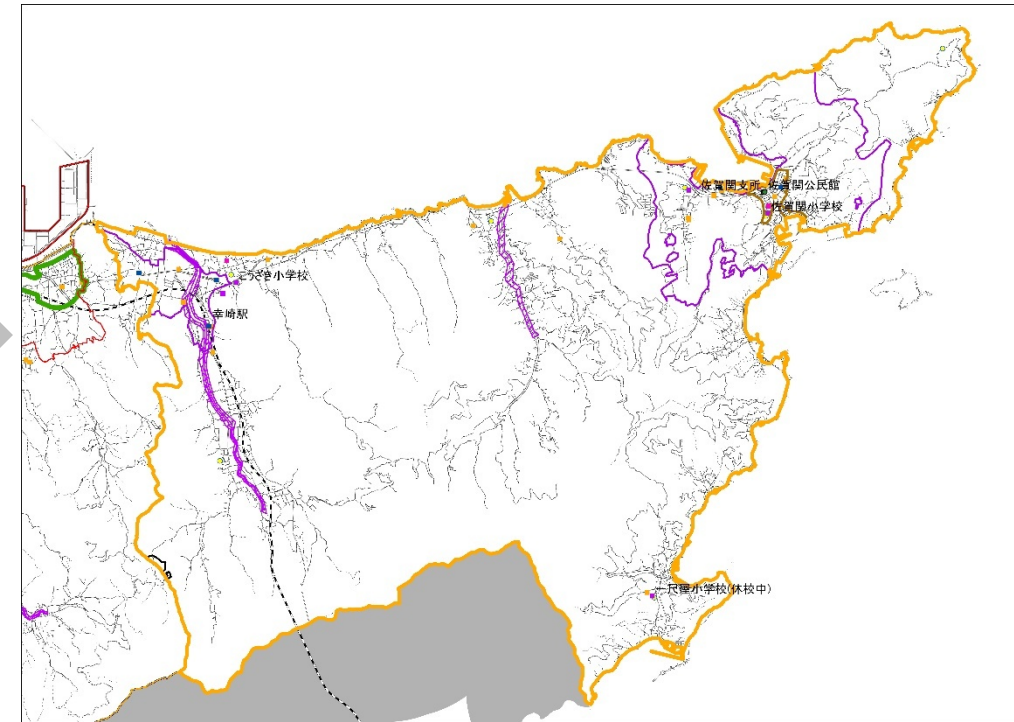 佐賀関支所
佐賀関公民館
佐賀関小学校
こうざき小学校
幸崎駅
一尺屋小学校(休校中)